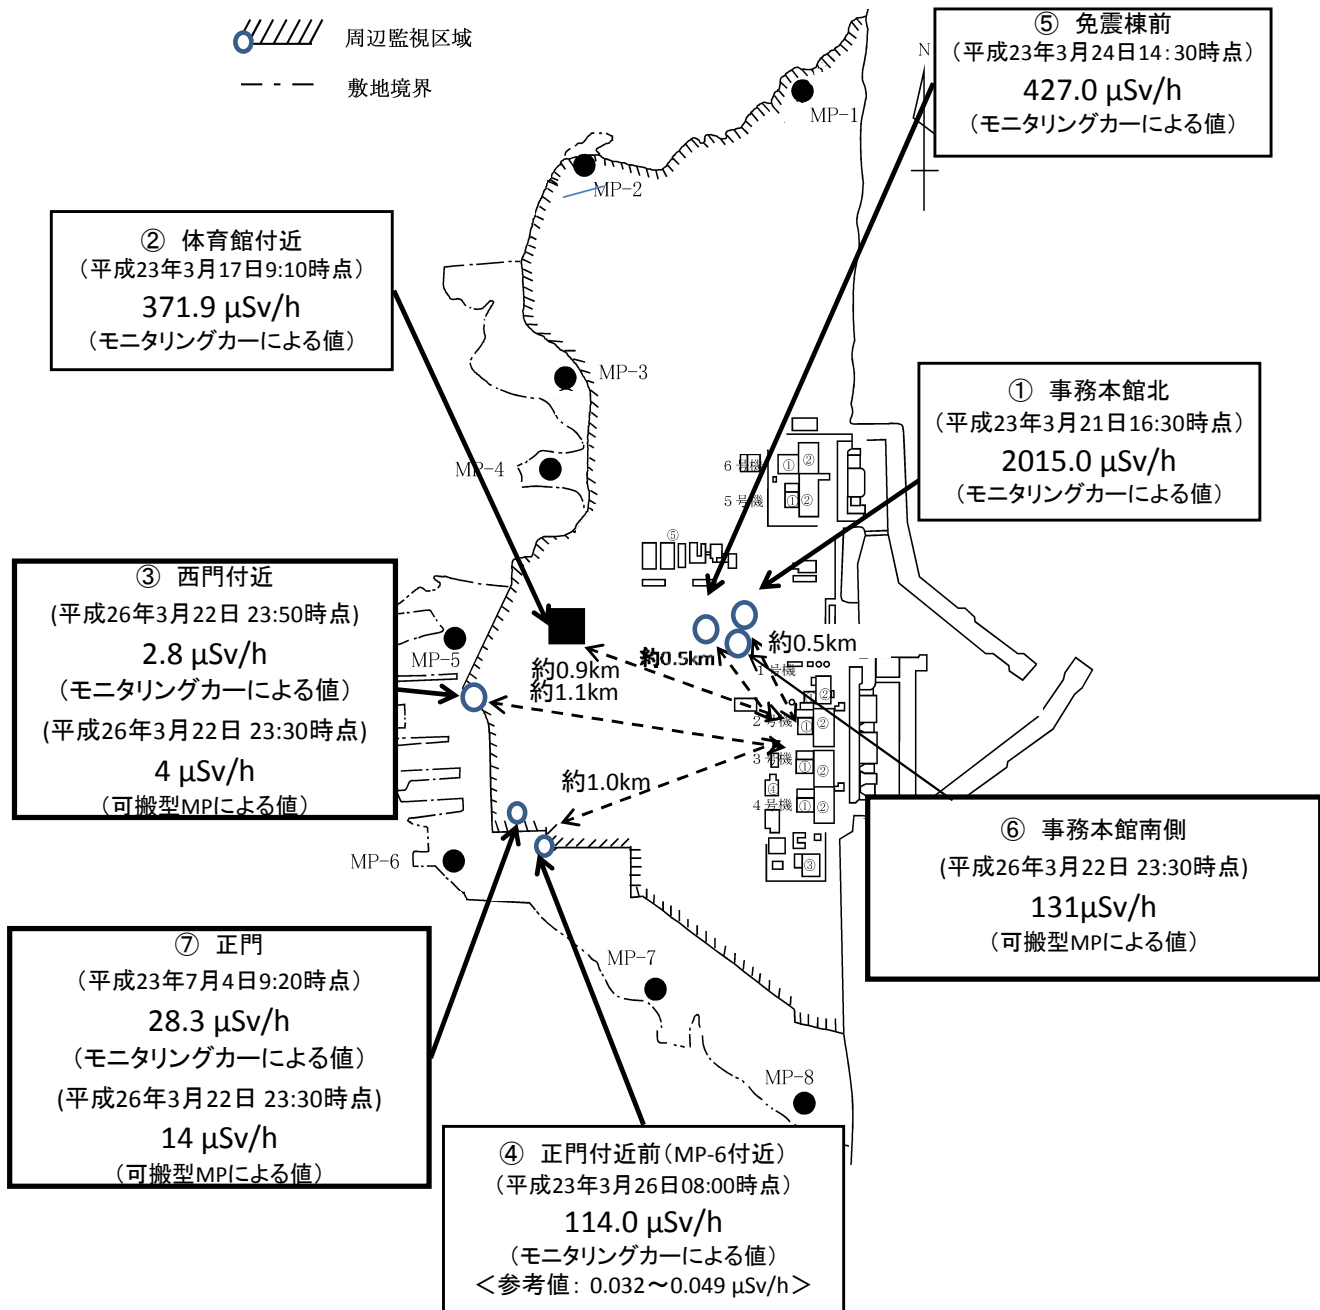 周辺監視区域
敷地境界
⑤ 免震棟前
(平成23年3月24日14:30時点)
427.0 μSv/h
(モニタリングカーによる値)
N
MP-1
MP-2
② 体育館付近
(平成23年3月17日9:10時点)
371.9 μSv/h
(モニタリングカーによる値)
MP-3
① 事務本館北
(平成23年3月21日16:30時点)
2015.0 μSv/h
(モニタリングカーによる値)
MP-4
6号機
①
②
5号機
①
②
⑤
③ 西門付近
(平成26年3月22日 23:50時点)
2.8 μSv/h
(モニタリングカーによる値)
(平成26年3月22日 23:30時点)
4 μSv/h
(可搬型MPによる値)
MP-5
約0.9km
約1.1km
約0.5km
約0.5km
1号機
②
2号機
①
②
3号機
①
②
約1.0km
④
4号機
①
②
③
MP-6
⑥ 事務本館南側
(平成26年3月22日 23:30時点)
131μSv/h
(可搬型MPによる値)
⑦ 正門
(平成23年7月4日9:20時点)
28.3 μSv/h
(モニタリングカーによる値)
(平成26年3月22日 23:30時点)
14 μSv/h
(可搬型MPによる値)
MP-7
MP-8
④ 正門付近前(MP-6付近)
(平成23年3月26日08:00時点)
114.0 μSv/h
(モニタリングカーによる値)
<参考値: 0.032~0.049 μSv/h>